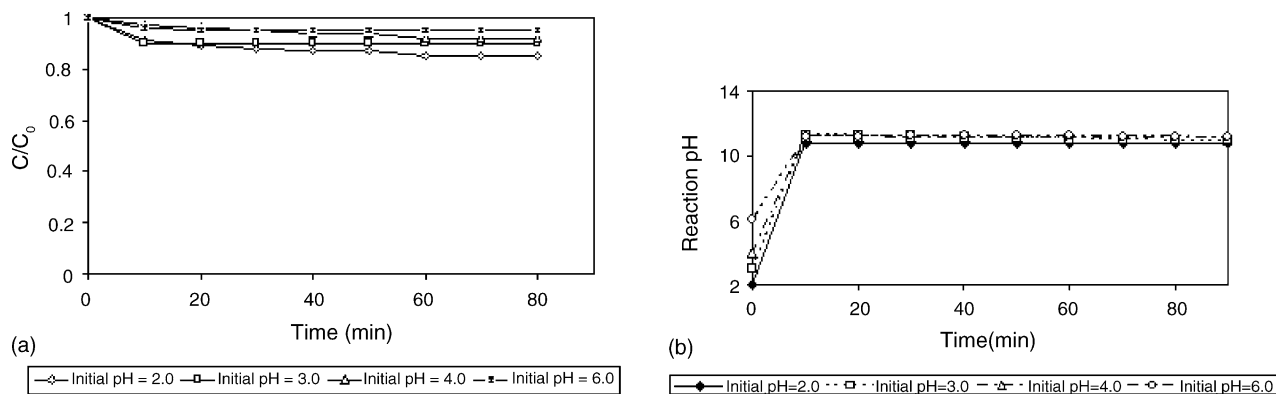 1
0.8
0.6
0.4
0.2
0
C/C0
0 20 40 60 80
Time (min)
(a)
Initial pH = 2.0 Initial pH = 3.0 Initial pH = 4.0 Initial pH = 6.0
14
10
6
2
Reaction pH
0 20 40 60 80
Time(min)
(b)
Initial pH=2.0 Initial pH=3.0 Initial pH=4.0 Initial pH=6.0